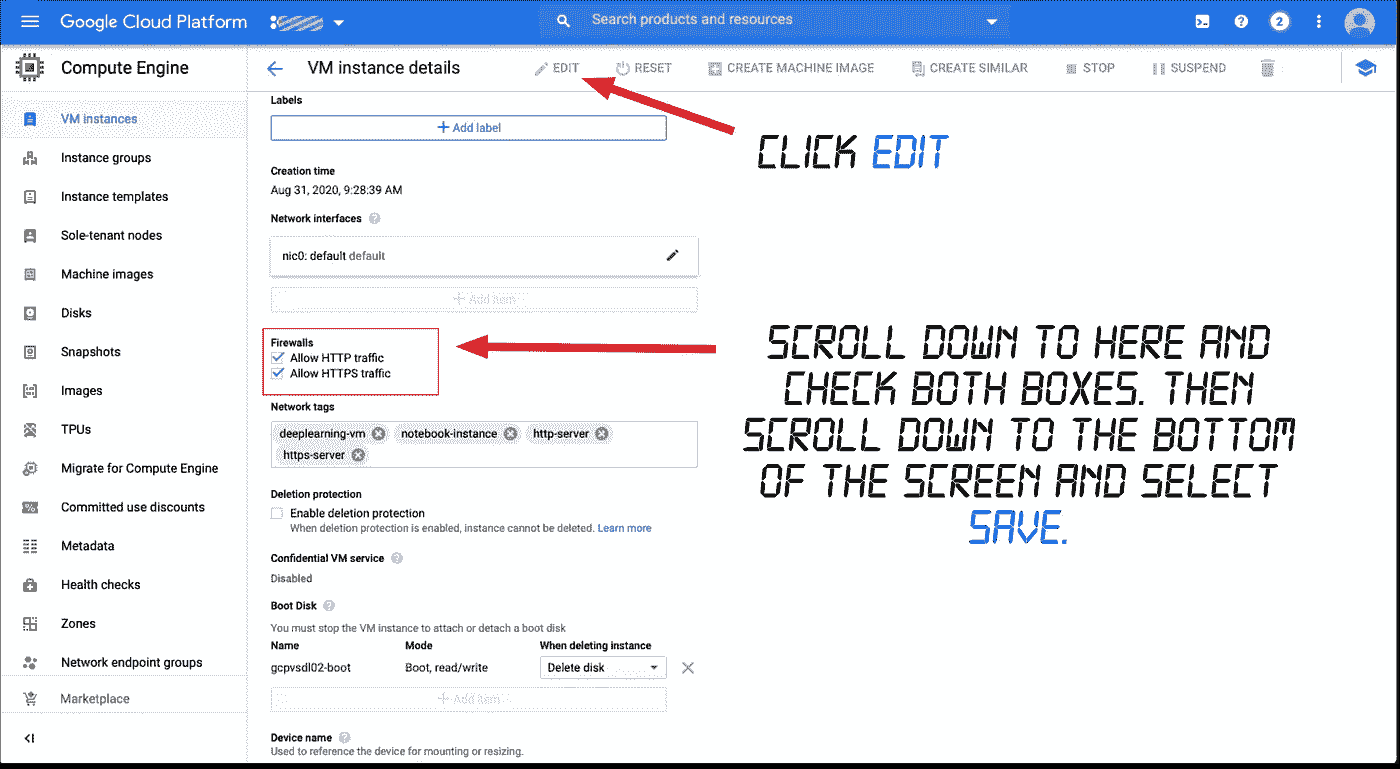 Google Cloud Platform
Search products and resources
2
Compute Engine
VM instance details
EDIT
RESET
CREATE MACHINE IMAGE
CREATE SIMILAR
STOP
SUSPEND
VM instances
Instance groups
Instance templates
Sole-tenant nodes
Machine images
Disks
Snapshots
Images
TPUs
Migrate for Compute Engine
Committed use discounts
Metadata
Health checks
Zones
Network endpoint groups
Marketplace
Labels
+ Add label
Creation time
Aug 31, 2020, 9:28:39 AM
Network interfaces
nic0: default default
+ Add item
Firewalls
Allow HTTP traffic
Allow HTTPS traffic
Network tags
deeplearning-vm notebook-instance http-server
https-server
Deletion protection
Enable deletion protection
When deletion protection is enabled, instance cannot be deleted. Learn more
Confidential VM service
Disabled
Boot Disk
You must stop the VM instance to attach or detach a boot disk
Name Mode When deleting instance
gcpvsdl02-boot Boot, read/write Delete disk
+ Add item
Device name
Used to reference the device for mounting or resizing.
CLICK EDIT
SCROLL DOWN TO HERE AND
CHECK BOTH BOXES. THEN
SCROLL DOWN TO THE BOTTOM
OF THE SCREEN AND SELECT
SAVE.